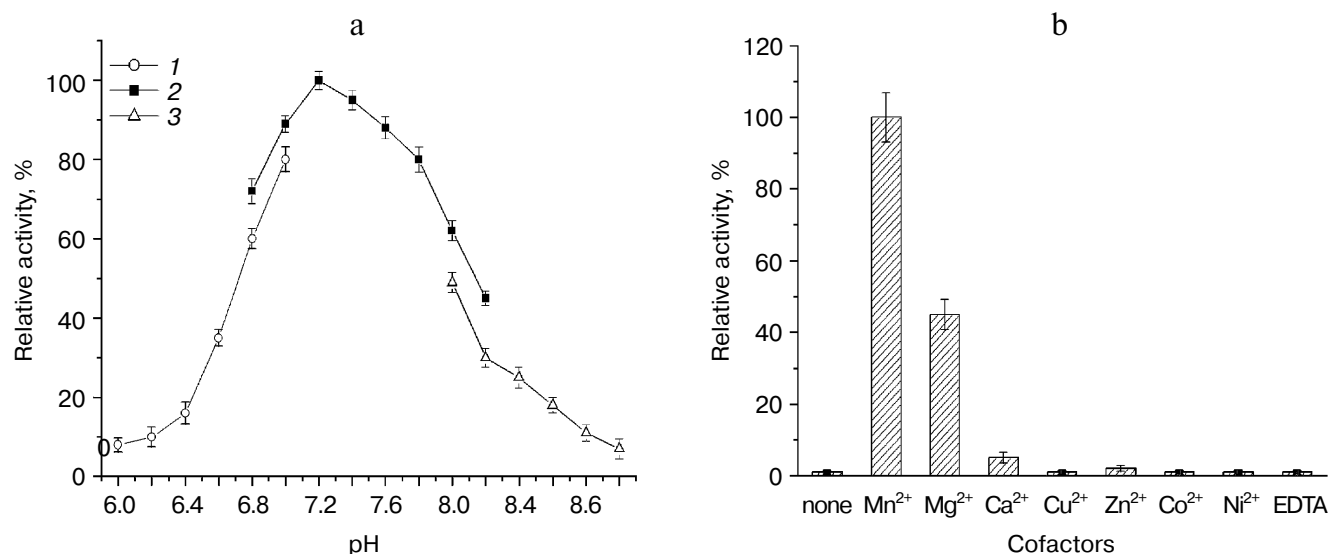 a
Relative activity, %
1
2
3
100
80
60
40
20
0
0
6.0 6.4 6.8 7.2 7.6 8.0 8.4 8.6
pH
b
Relative activity, %
120
100
80
60
40
20
0
none Mn²⁺ Mg²⁺ Ca²⁺ Cu²⁺ Zn²⁺ Co²⁺ Ni²⁺ EDTA
Cofactors